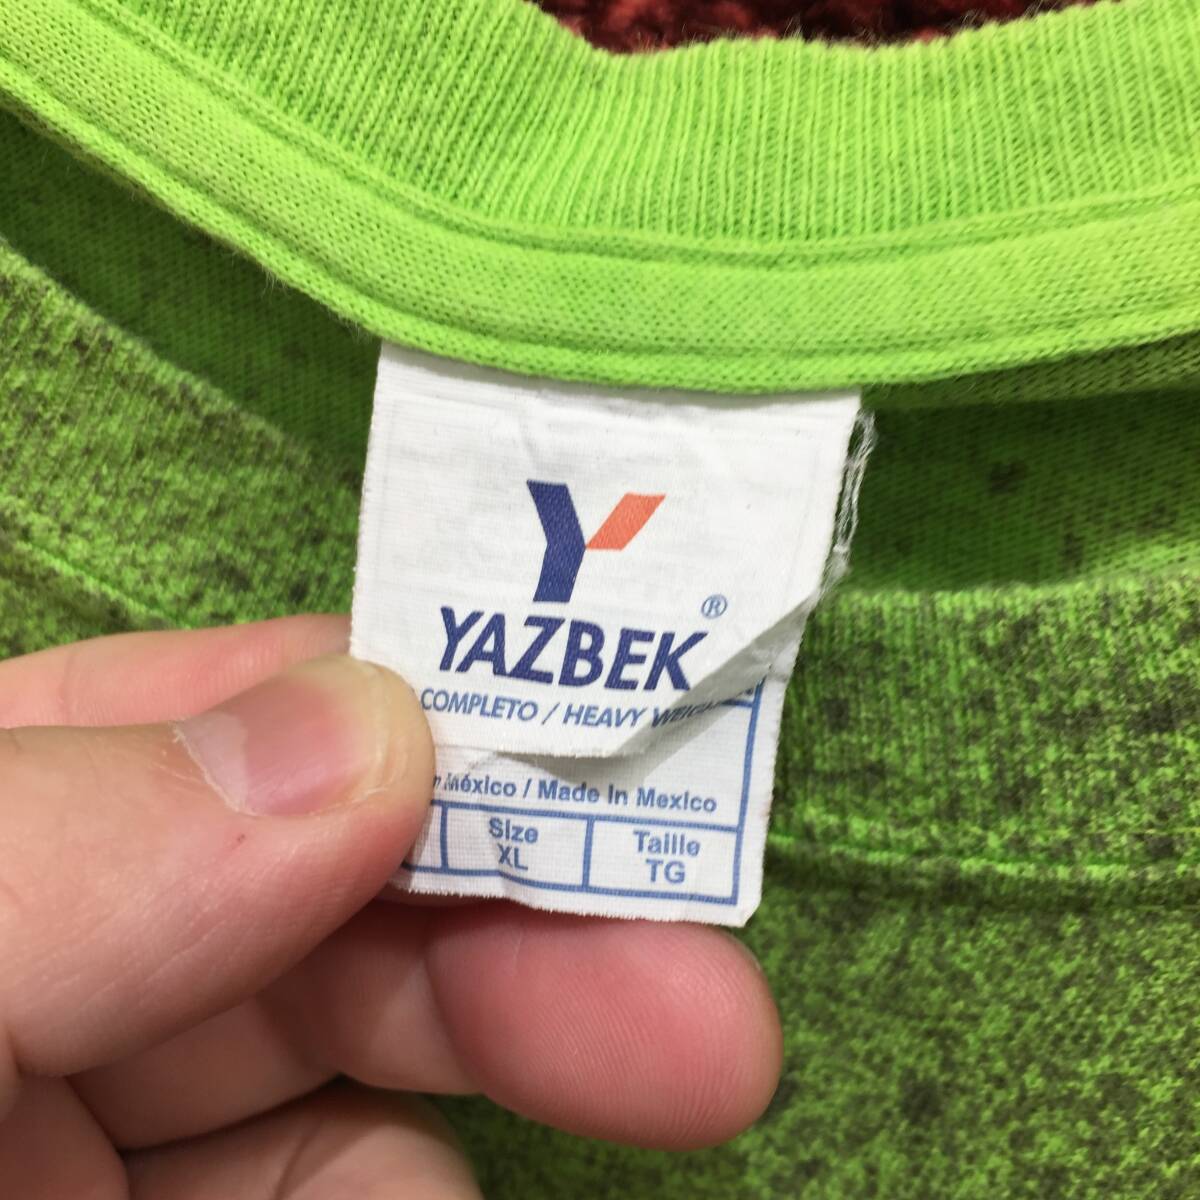 Y
YAZBEK®
COMPLETO / HEAVY
México / Made In Mexico
Size Taille
XL TG